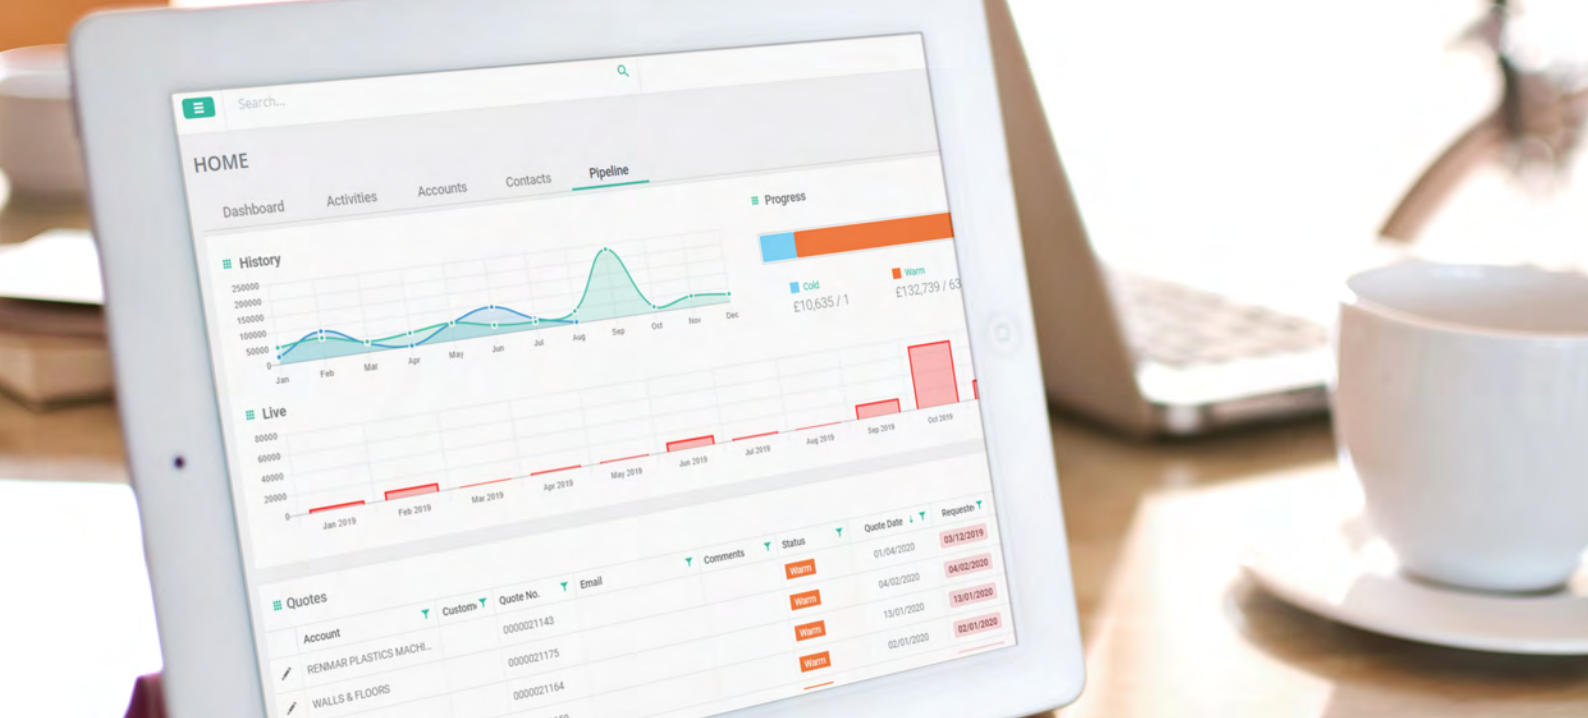 Search...
HOME
Dashboard Activities Accounts Contacts Pipeline
History
250000
200000
150000
100000
50000
0
Jan Feb Mar Apr May Jun Jul Aug Sep Oct Nov Dec
Progress
Cold
£10,635 / 1
Warm
£132,739 / 63
Live
80000
60000
40000
20000
0
Jan 2019 Feb 2019 Mar 2019 Apr 2019 May 2019 Jun 2019 Jul 2019 Aug 2019 Sep 2019 Oct 2019
Quotes
Account Custom Quote No. Email Comments Status Quote Date Requeste
RENMAR PLASTICS MACHI... 0000021143 Warm 01/04/2020 03/12/2019
WALLS & FLOORS 0000021175 Warm 04/02/2020 04/02/2020
0000021164 Warm 13/01/2020 13/01/2020
Warm 02/01/2020 02/01/2020